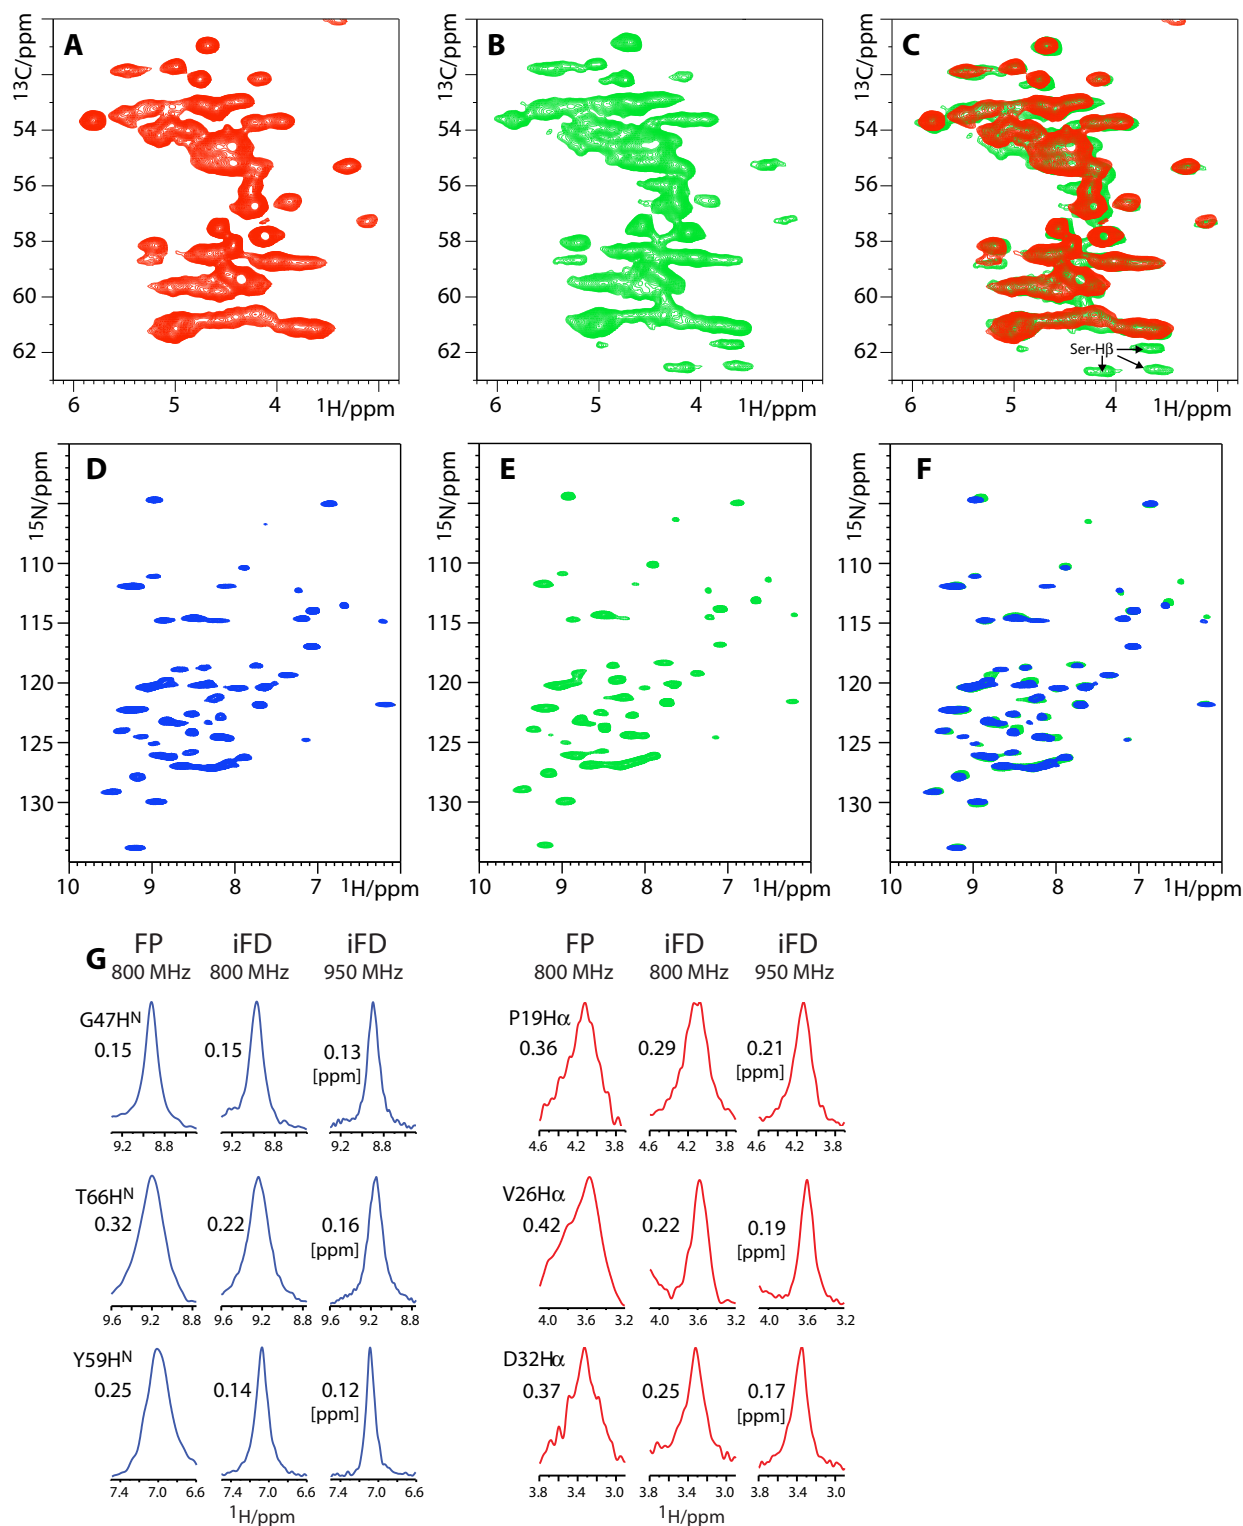 A
B
C
13C/ppm
13C/ppm
13C/ppm
54
56
58
60
62
54
56
58
60
62
54
56
58
60
62
Ser-Hβ
6 5 4 1H/ppm
6 5 4 1H/ppm
6 5 4 1H/ppm
D
E
F
15N/ppm
15N/ppm
15N/ppm
110
115
120
125
130
110
115
120
125
130
110
115
120
125
130
10 9 8 7 1H/ppm
10 9 8 7 1H/ppm
10 9 8 7 1H/ppm
G
FP iFD iFD
800 MHz 800 MHz 950 MHz
FP iFD iFD
800 MHz 800 MHz 950 MHz
G47HN
0.15 0.15 0.13
[ppm]
9.2 8.8 9.2 8.8 9.2 8.8
P19Hα
0.36 0.29 0.21
[ppm]
4.6 4.2 3.8 4.6 4.2 3.8 4.6 4.2 3.8
T66HN
0.32 0.22 0.16
[ppm]
9.6 9.2 8.8 9.6 9.2 8.8 9.6 9.2 8.8
V26Hα
0.42 0.22 0.19
[ppm]
4.0 3.6 3.2 4.0 3.6 3.2 4.0 3.6 3.2
Y59HN
0.25 0.14 0.12
[ppm]
7.4 7.0 6.6 7.4 7.0 6.6 7.4 7.0 6.6
D32Hα
0.37 0.25 0.17
[ppm]
3.8 3.4 3.0 3.8 3.4 3.0 3.8 3.4 3.0
1H/ppm
1H/ppm